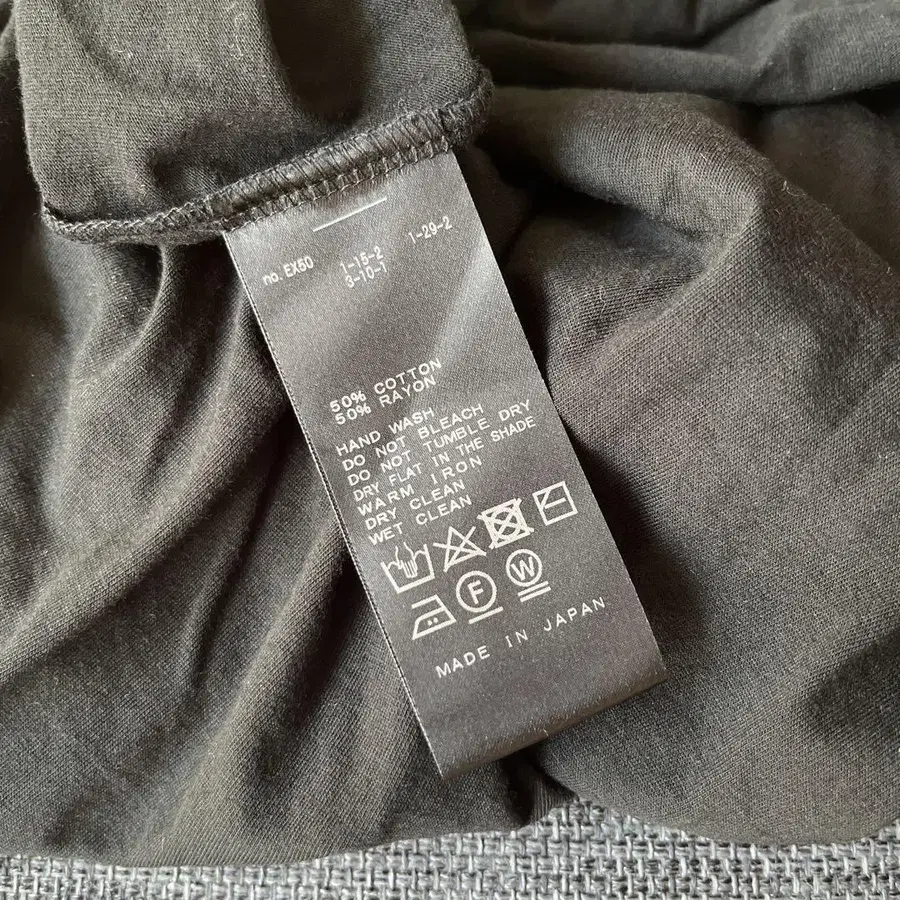 no. EX50 1-15-2 1-29-2
3-10-1
50% COTTON
50% RAYON
HAND WASH
DO NOT BLEACH
DO NOT TUMBLE DRY
DRY FLAT IN THE SHADE
WARM IRON
DRY CLEAN
WET CLEAN
F W
MADE IN JAPAN